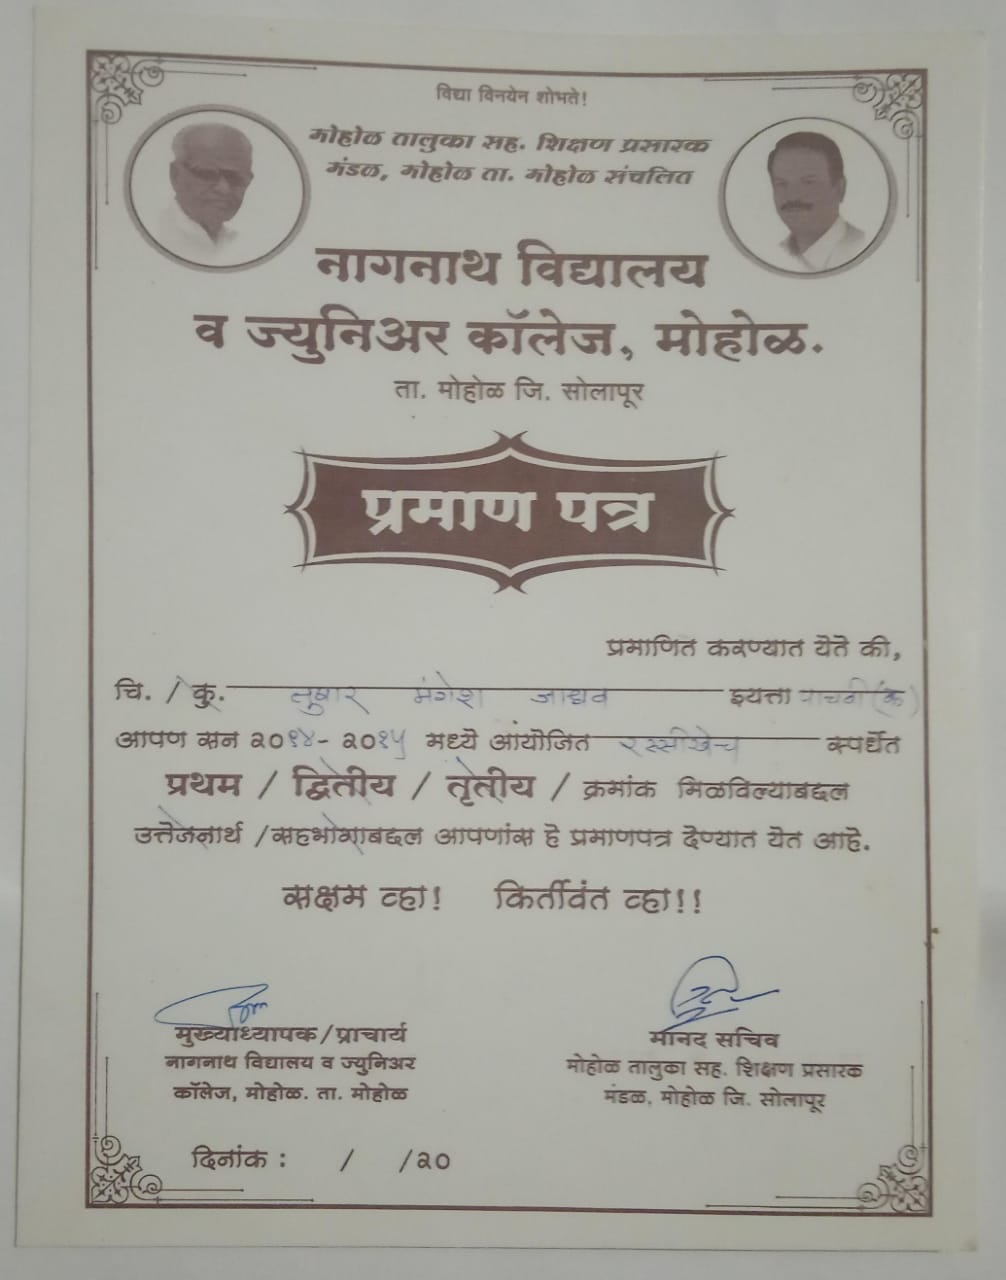 विद्या विनयेन शोभते!
मोहोळ तालुका सह. शिक्षण प्रसारक
मंडळ, मोहोळ ता. मोहोळ संचलित
नागनाथ विद्यालय
व ज्युनिअर कॉलेज, मोहोळ.
ता. मोहोळ जि. सोलापूर
प्रमाण पत्र
प्रमाणित करण्यात येते की,
चि. / कु. तुषार मंगेश जाधव इयत्ता पाचवी (क)
आपण सन २०१४- २०१५ मध्ये आयोजित रस्सीखेच स्पर्धेत
प्रथम / द्वितीय / तृतीय / क्रमांक मिळविल्याबद्दल
उत्तेजनार्थ /सहभागाबद्दल आपणांस हे प्रमाणपत्र देण्यात येत आहे.
सक्षम व्हा! किर्तीवंत व्हा!!
मुख्याध्यापक/प्राचार्य मानद सचिव
नागनाथ विद्यालय व ज्युनिअर मोहोळ तालुका सह. शिक्षण प्रसारक
कॉलेज, मोहोळ. ता. मोहोळ मंडळ, मोहोळ जि. सोलापूर
दिनांक : / /२०